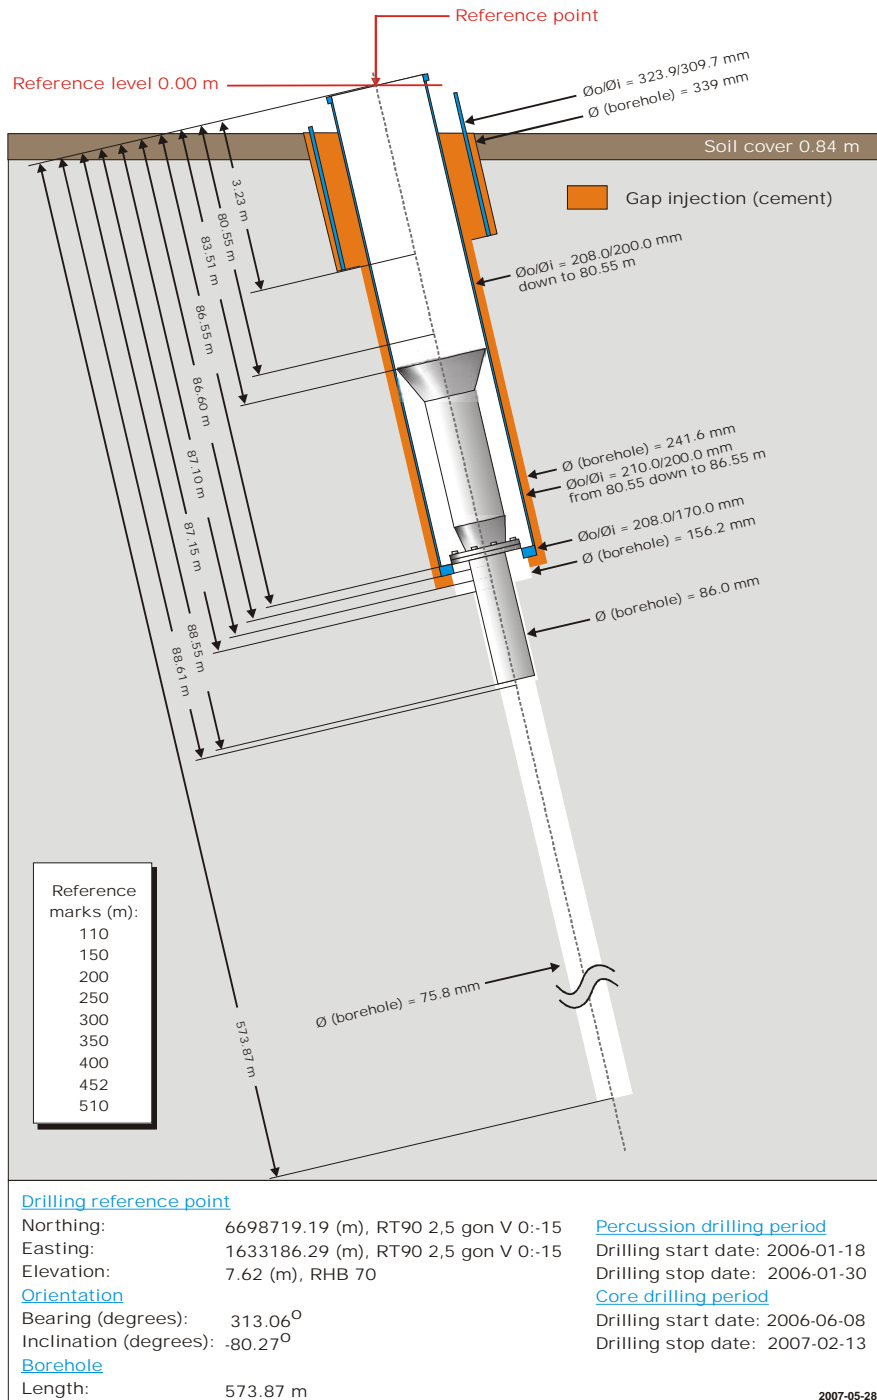 Reference point
Reference level 0.00 m
Øo/Øi = 323.9/309.7 mm
Ø (borehole) = 339 mm
Soil cover 0.84 m
Gap injection (cement)
3.23 m
80.55 m
83.51 m
86.55 m
86.60 m
87.10 m
87.15 m
88.55 m
88.61 m
573.87 m
Øo/Øi = 208.0/200.0 mm
down to 80.55 m
Ø (borehole) = 241.6 mm
Øo/Øi = 210.0/200.0 mm
from 80.55 down to 86.55 m
Øo/Øi = 208.0/170.0 mm
Ø (borehole) = 156.2 mm
Ø (borehole) = 86.0 mm
Ø (borehole) = 75.8 mm
Reference
marks (m):
110
150
200
250
300
350
400
452
510
Drilling reference point
Northing: 6698719.19 (m), RT90 2,5 gon V 0:-15
Easting: 1633186.29 (m), RT90 2,5 gon V 0:-15
Elevation: 7.62 (m), RHB 70
Orientation
Bearing (degrees): 313.06°
Inclination (degrees): -80.27°
Borehole
Length: 573.87 m
Percussion drilling period
Drilling start date: 2006-01-18
Drilling stop date: 2006-01-30
Core drilling period
Drilling start date: 2006-06-08
Drilling stop date: 2007-02-13
2007-05-28